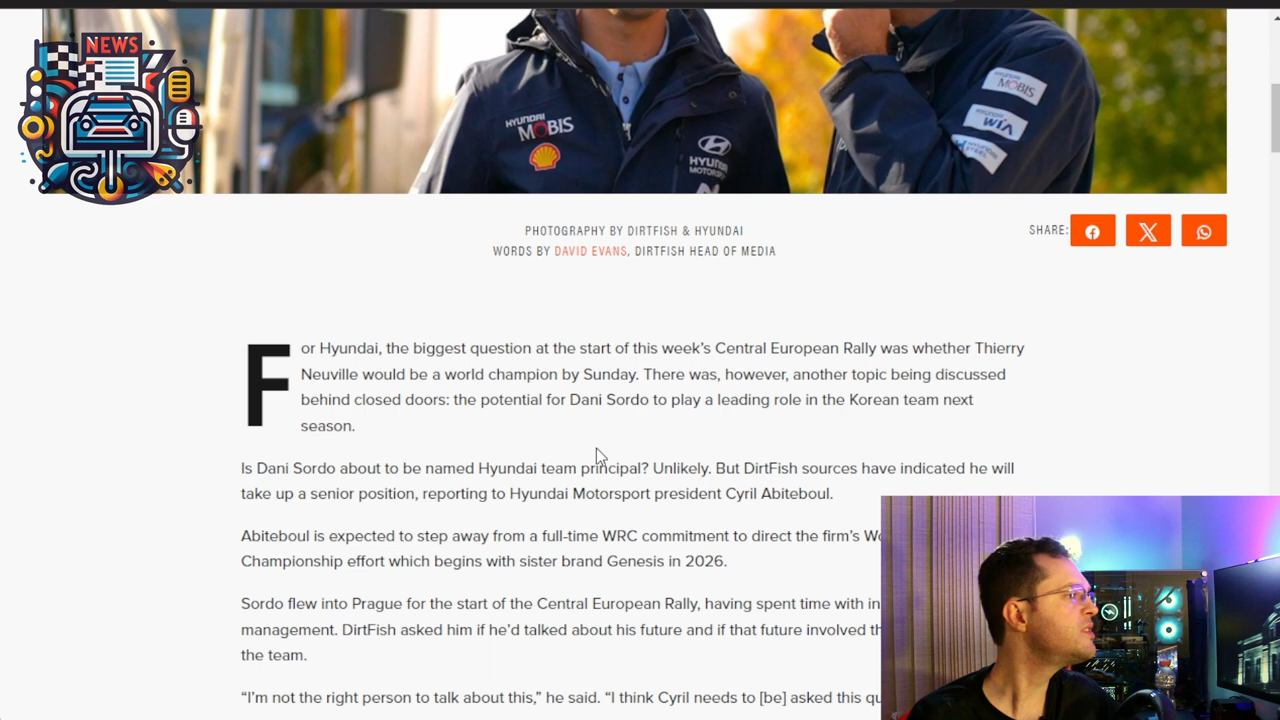 NEWS
HYUNDAI
MOBIS
HYUNDAI
MOTORSPORT
HYUNDAI
MOBIS
HYUNDAI
WIA
HYUNDAI
STEEL
PHOTOGRAPHY BY DIRTFISH & HYUNDAI
WORDS BY DAVID EVANS, DIRTFISH HEAD OF MEDIA
SHARE:
For Hyundai, the biggest question at the start of this week’s Central European Rally was whether Thierry
Neuville would be a world champion by Sunday. There was, however, another topic being discussed
behind closed doors: the potential for Dani Sordo to play a leading role in the Korean team next
season.
Is Dani Sordo about to be named Hyundai team principal? Unlikely. But DirtFish sources have indicated he will
take up a senior position, reporting to Hyundai Motorsport president Cyril Abiteboul.
Abiteboul is expected to step away from a full-time WRC commitment to direct the firm’s Wo
Championship effort which begins with sister brand Genesis in 2026.
Sordo flew into Prague for the start of the Central European Rally, having spent time with in
management. DirtFish asked him if he’d talked about his future and if that future involved th
the team.
“I’m not the right person to talk about this,” he said. “I think Cyril needs to [be] asked this qu